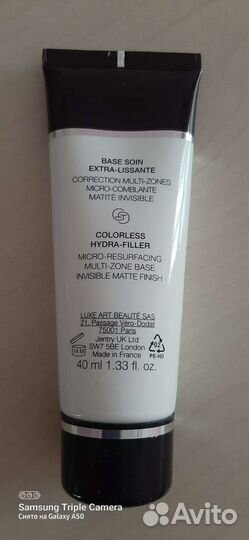 BASE SOIN
EXTRA-LISSANTE
CORRECTION MULTI-ZONES
MICRO-COMBLANTE
MATITÉ INVISIBLE
COLORLESS
HYDRA-FILLER
MICRO-RESURFACING
MULTI-ZONE BASE
INVISIBLE MATTE FINISH
LUXE ART BEAUTÉ SAS
21, Passage Véro-Dodat
75001 Paris
Jentry UK Ltd
SW7 5BE London
Made in France
14 M
02
PE-HD
40 ml 1.33 fl. oz.
Samsung Triple Camera
Снято на Galaxy A50
Avito